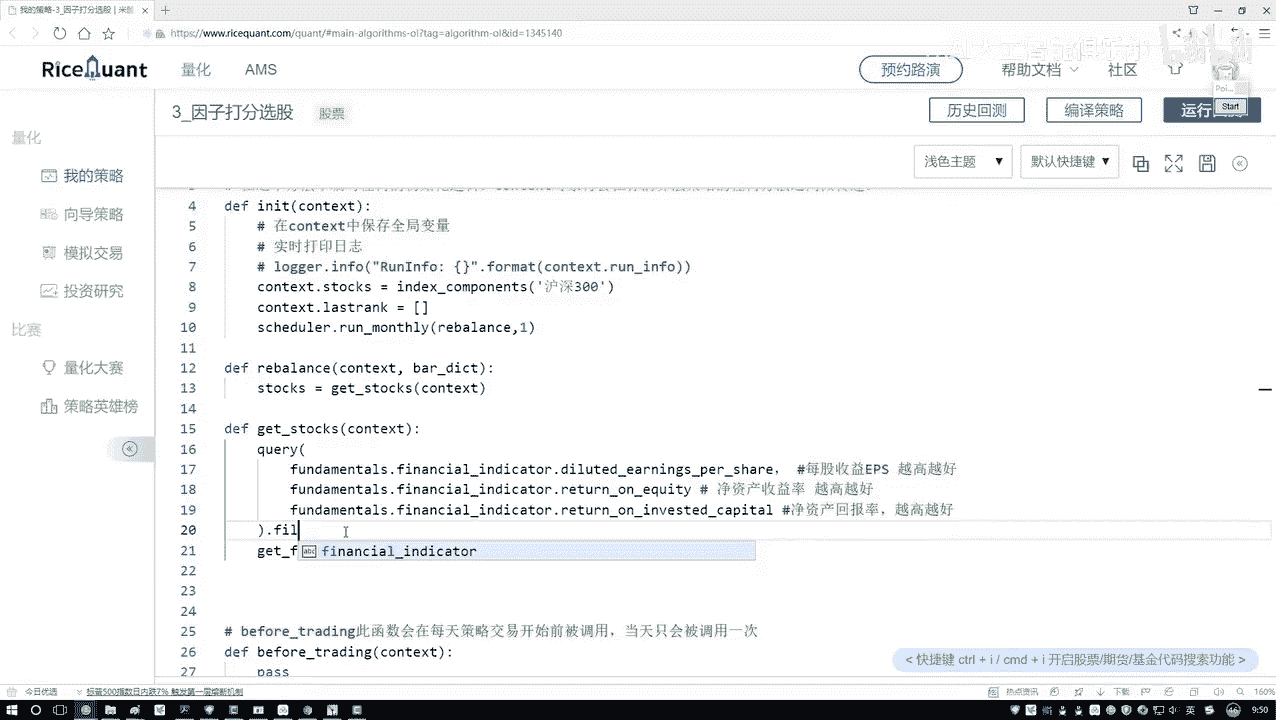 我的策略-3_因子打分选股 | 米
https://www.ricequant.com/quant/#main-algorithms-ol?tag=algorithm-ol&id=1345140
RiceQuant 量化 AMS 预约路演 帮助文档 社区
3_因子打分选股 股票 历史回测 编译策略 运行回测
Start
浅色主题 默认快捷键
量化
我的策略
向导策略
模拟交易
投资研究
比赛
量化大赛
策略英雄榜
4 def init(context):
5 # 在context中保存全局变量
6 # 实时打印日志
7 # logger.info("RunInfo: {}".format(context.run_info))
8 context.stocks = index_components('沪深300')
9 context.lastrank = []
10 scheduler.run_monthly(rebalance,1)
11
12 def rebalance(context, bar_dict):
13 stocks = get_stocks(context)
14
15 def get_stocks(context):
16 query(
17 fundamentals.financial_indicator.diluted_earnings_per_share， #每股收益EPS 越高越好
18 fundamentals.financial_indicator.return_on_equity # 净资产收益率 越高越好
19 fundamentals.financial_indicator.return_on_invested_capital #净资产回报率，越高越好
20 ).fil
21 get_f abc financial_indicator
22
23
24
25 # before_trading此函数会在每天策略交易开始前被调用，当天只会被调用一次
26 def before_trading(context):
27 pass
< 快捷键 ctrl + i / cmd + i 开启股票/期货/基金代码搜索功能 >
今日优选 标普500指数日内跌7% 触发第一层熔断机制 热点资讯 下载 160%
英 9:50